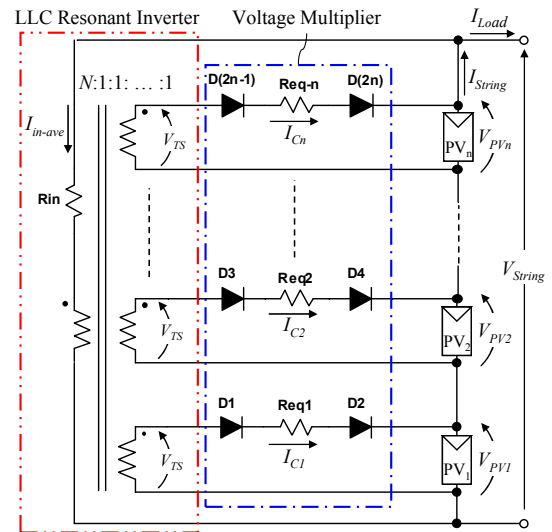 LLC Resonant Inverter
Voltage Multiplier
I_Load
N:1:1: … :1
D(2n-1)
Req-n
D(2n)
I_String
I_in-ave
V_TS
I_Cn
PV_n
V_PVn
Rin
D3
Req2
D4
V_String
V_TS
I_C2
PV_2
V_PV2
D1
Req1
D2
V_TS
I_C1
PV_1
V_PV1